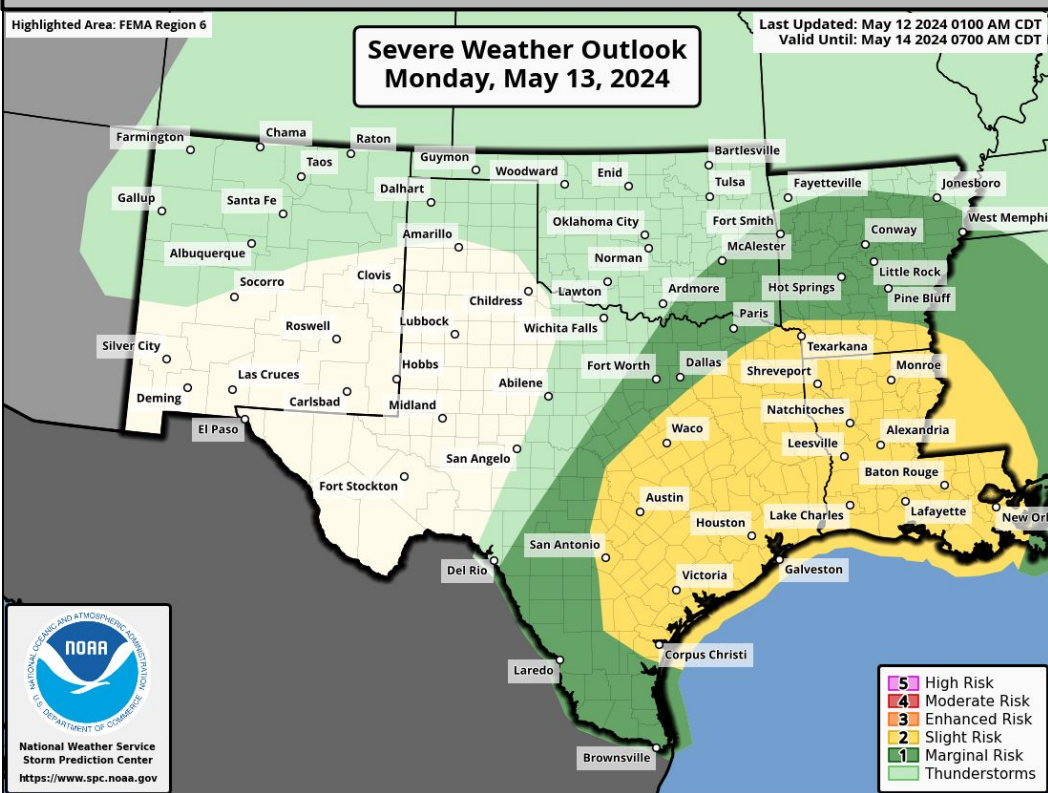 Highlighted Area: FEMA Region 6
Last Updated: May 12 2024 0100 AM CDT
Valid Until: May 14 2024 0700 AM CDT
Severe Weather Outlook
Monday, May 13, 2024
Farmington
Chama
Raton
Taos
Guymon
Woodward
Enid
Bartlesville
Tulsa
Fayetteville
Jonesboro
Gallup
Santa Fe
Dalhart
Oklahoma City
Fort Smith
West Memphi
Albuquerque
Amarillo
Norman
McAlester
Conway
Socorro
Clovis
Childress
Lawton
Ardmore
Hot Springs
Little Rock
Pine Bluff
Roswell
Lubbock
Wichita Falls
Paris
Texarkana
Silver City
Las Cruces
Hobbs
Fort Worth
Dallas
Shreveport
Monroe
Deming
Carlsbad
Midland
Abilene
Natchitoches
El Paso
Waco
Leesville
Alexandria
San Angelo
Fort Stockton
Austin
Houston
Baton Rouge
Lake Charles
Lafayette
New Orl
San Antonio
Del Rio
Victoria
Galveston
Laredo
Corpus Christi
Brownsville
NATIONAL OCEANIC AND ATMOSPHERIC ADMINISTRATION
NOAA
U.S. DEPARTMENT OF COMMERCE
National Weather Service
Storm Prediction Center
https://www.spc.noaa.gov
5 High Risk
4 Moderate Risk
3 Enhanced Risk
2 Slight Risk
1 Marginal Risk
Thunderstorms